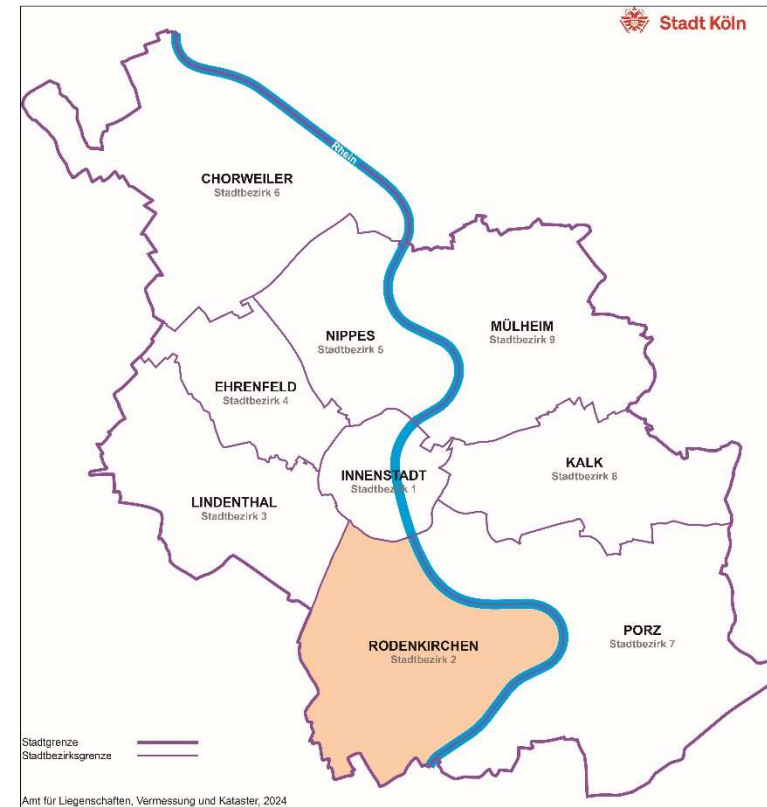 Stadt Köln
Rhein
CHORWEILER
Stadtbezirk 6
NIPPES
Stadtbezirk 5
MÜLHEIM
Stadtbezirk 9
EHRENFELD
Stadtbezirk 4
INNENSTADT
Stadtbezirk 1
KALK
Stadtbezirk 8
LINDENTHAL
Stadtbezirk 3
RODENKIRCHEN
Stadtbezirk 2
PORZ
Stadtbezirk 7
Stadtgrenze
Stadtbezirksgrenze
Amt für Liegenschaften, Vermessung und Kataster, 2024